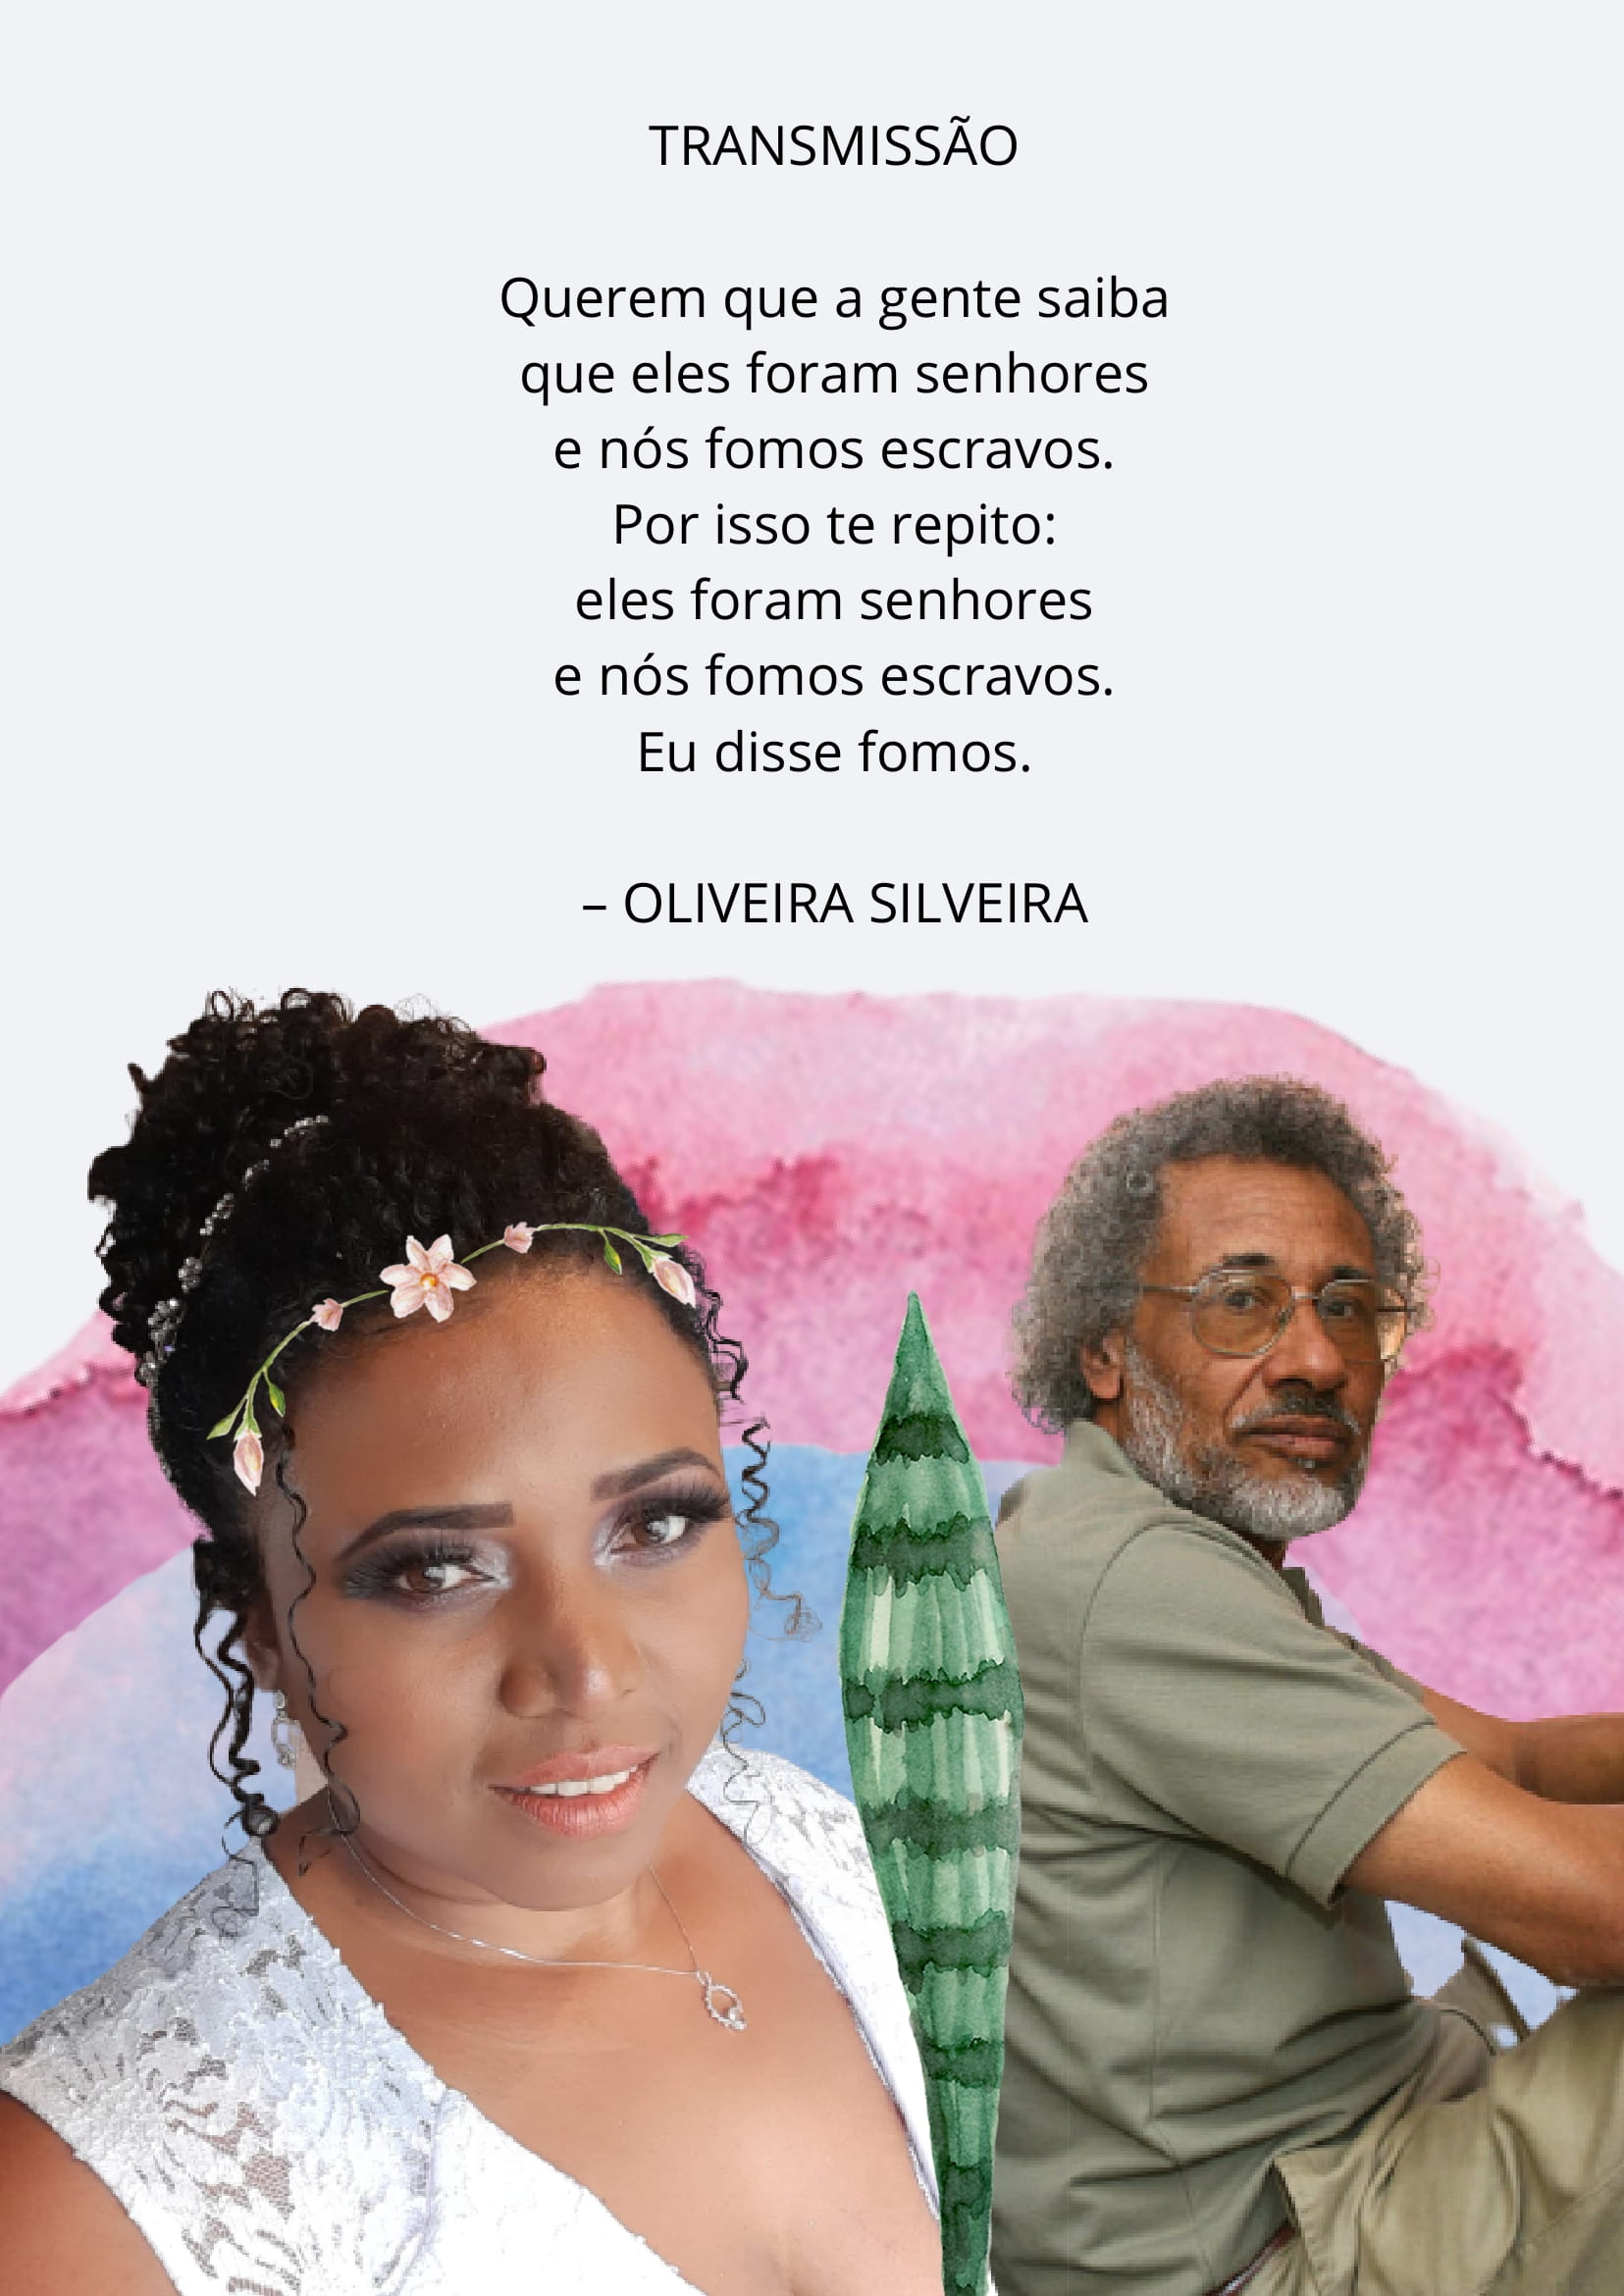 TRANSMISSÃO
Querem que a gente saiba
que eles foram senhores
e nós fomos escravos.
Por isso te repito:
eles foram senhores
e nós fomos escravos.
Eu disse fomos.
– OLIVEIRA SILVEIRA